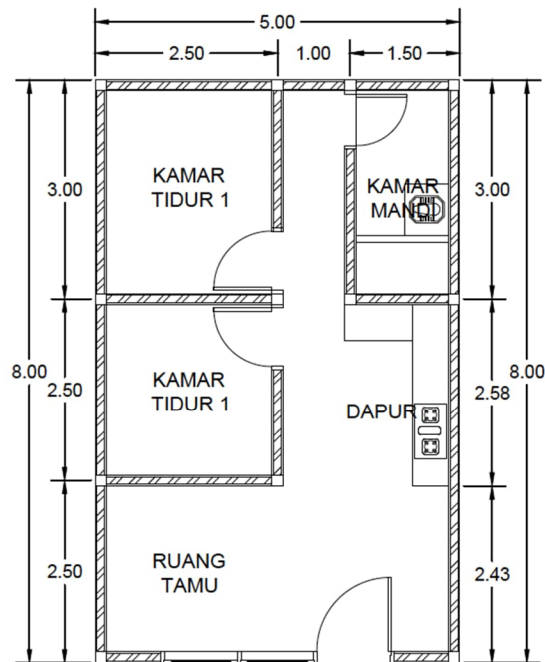 5.00
2.50
1.00
1.50
KAMAR
TIDUR 1
KAMAR
MANDI
3.00
3.00
8.00
8.00
KAMAR
TIDUR 1
DAPUR
2.50
2.58
RUANG
TAMU
2.50
2.43